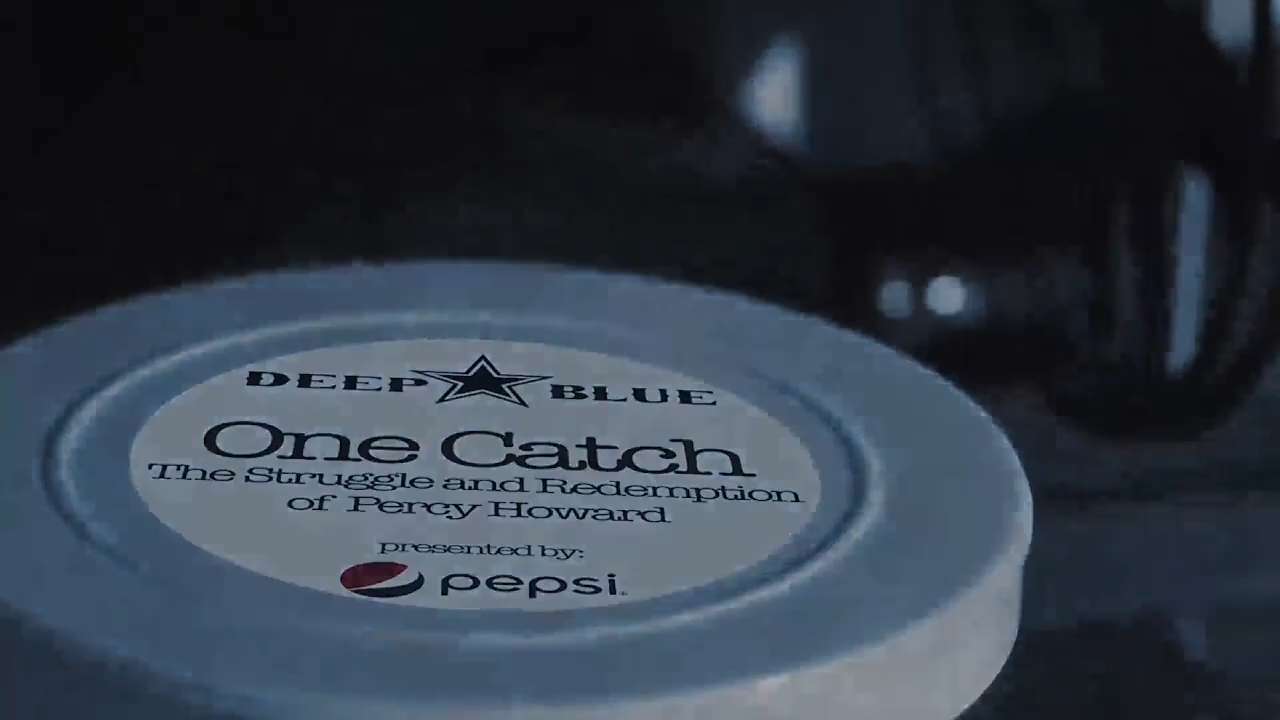 DEEP BLUE
One Catch
The Struggle and Redemption
of Percy Howard
presented by:
pepsi